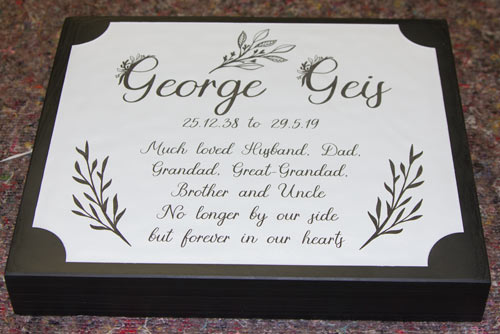 George Geis
25.12.38 to 29.5.19
Much loved Husband, Dad,
Grandad, Great-Grandad,
Brother and Uncle
No longer by our side
but forever in our hearts